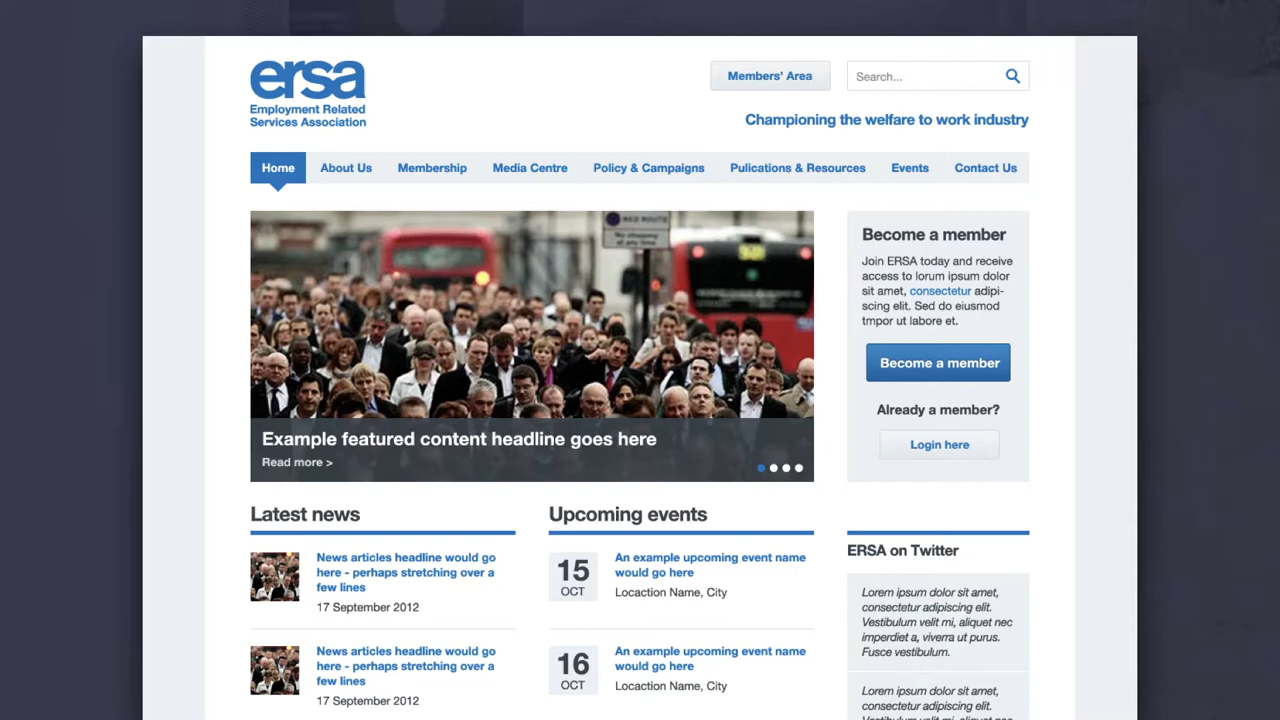 ersa
Employment Related
Services Association
Members' Area
Search...
Championing the welfare to work industry
Home
About Us
Membership
Media Centre
Policy & Campaigns
Pulications & Resources
Events
Contact Us
RED ROUTE
No stopping
at any time
Example featured content headline goes here
Read more >
Become a member
Join ERSA today and receive
access to lorum ipsum dolor
sit amet, consectetur adipi-
scing elit. Sed do eiusmod
tmpor ut labore et.
Become a member
Already a member?
Login here
Latest news
News articles headline would go
here - perhaps stretching over a
few lines
17 September 2012
News articles headline would go
here - perhaps stretching over a
few lines
17 September 2012
Upcoming events
15
OCT
An example upcoming event name
would go here
Locaction Name, City
16
OCT
An example upcoming event name
would go here
Locaction Name, City
ERSA on Twitter
Lorem ipsum dolor sit amet,
consectetur adipiscing elit.
Vestibulum velit mi, aliquet nec
imperdiet a, viverra ut purus.
Fusce vestibulum.
Lorem ipsum dolor sit amet,
consectetur adipiscing elit.